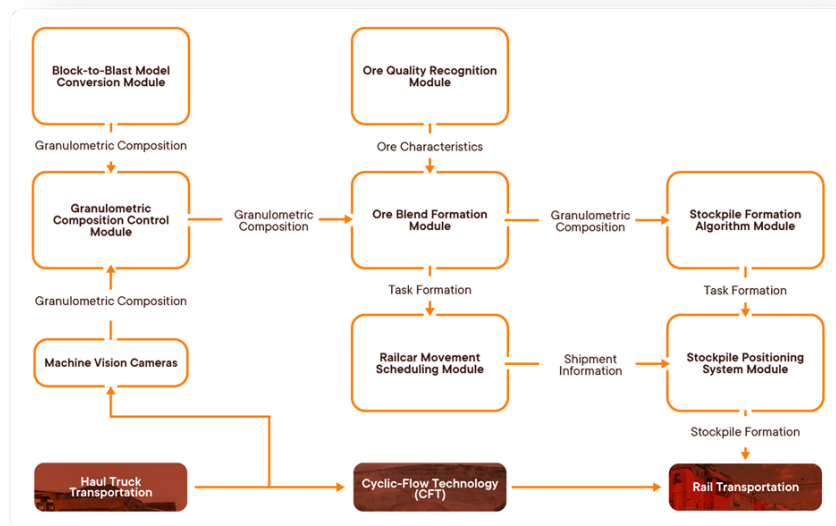 Block-to-Blast Model
Conversion Module
Ore Quality Recognition
Module
Granulometric Composition
Ore Characteristics
Granulometric
Composition Control
Module
Granulometric
Composition
Ore Blend Formation
Module
Granulometric
Composition
Stockpile Formation
Algorithm Module
Granulometric Composition
Task Formation
Task Formation
Machine Vision Cameras
Railcar Movement
Scheduling Module
Shipment
Information
Stockpile Positioning
System Module
Stockpile Formation
Haul Truck
Transportation
Cyclic-Flow Technology
(CFT)
Rail Transportation